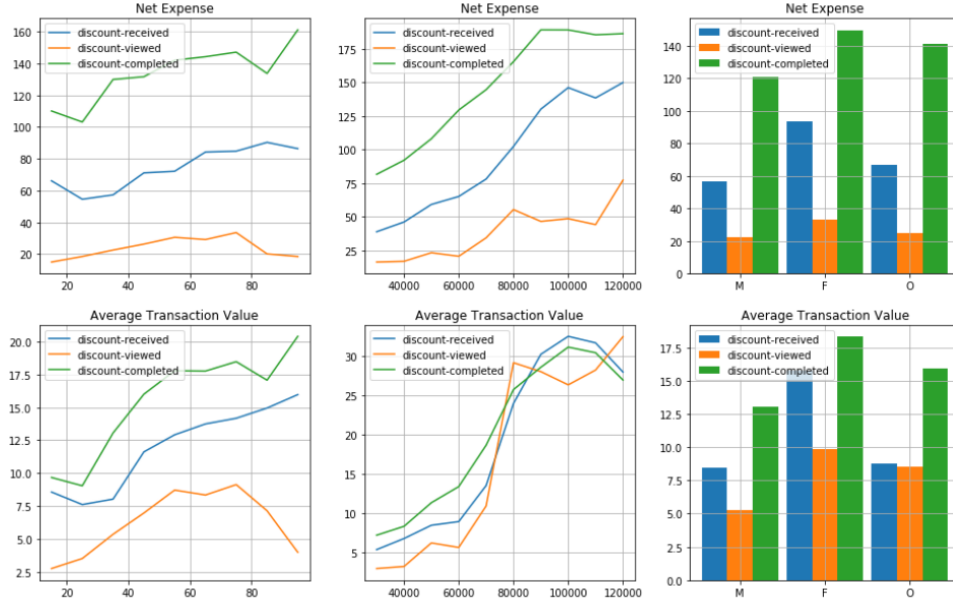 Net Expense
160
140
120
100
80
60
40
20
discount-received
discount-viewed
discount-completed
20
40
60
80
Net Expense
175
150
125
100
75
50
25
discount-received
discount-viewed
discount-completed
40000
60000
80000
100000
120000
Net Expense
140
120
100
80
60
40
20
0
discount-received
discount-viewed
discount-completed
M
F
O
Average Transaction Value
20.0
17.5
15.0
12.5
10.0
7.5
5.0
2.5
discount-received
discount-viewed
discount-completed
20
40
60
80
Average Transaction Value
30
25
20
15
10
5
discount-received
discount-viewed
discount-completed
40000
60000
80000
100000
120000
Average Transaction Value
17.5
15.0
12.5
10.0
7.5
5.0
2.5
0.0
discount-received
discount-viewed
discount-completed
M
F
O